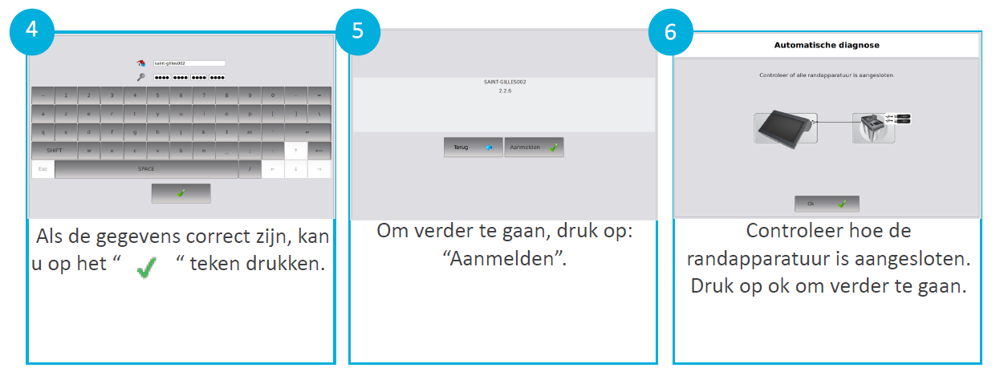 4
saint-gilles002
~ 1 2 3 4 5 6 7 8 9 0 - =
a z e r t y u i o p [ ] \
q s d f g h j k l m ' ↵
SHIFT w x c v b n _ ; : ↑ ⟵
Esc SPACE / ← ↓ →
Als de gegevens correct zijn, kan
u op het “ ✓ “ teken drukken.
5
SAINT-GILLES002
2.2.6
Terug Aanmelden
Om verder te gaan, druk op:
“Aanmelden”.
6
Automatische diagnose
Controleer of alle randapparatuur is aangesloten.
Ok
Controleer hoe de
randapparatuur is aangesloten.
Druk op ok om verder te gaan.